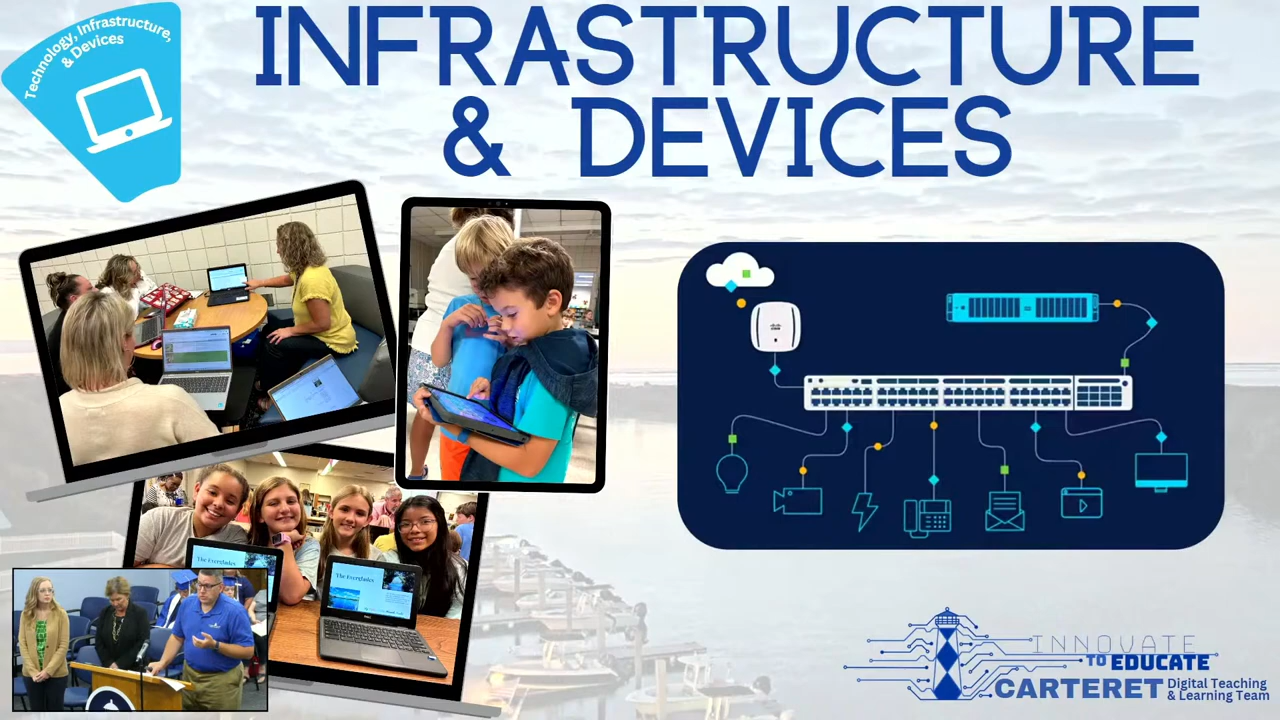 Technology, Infrastructure,
& Devices
INFRASTRUCTURE
& DEVICES
The Everglades
The Everglades
INNOVATE
TO EDUCATE
CARTERET
Digital Teaching
& Learning Team